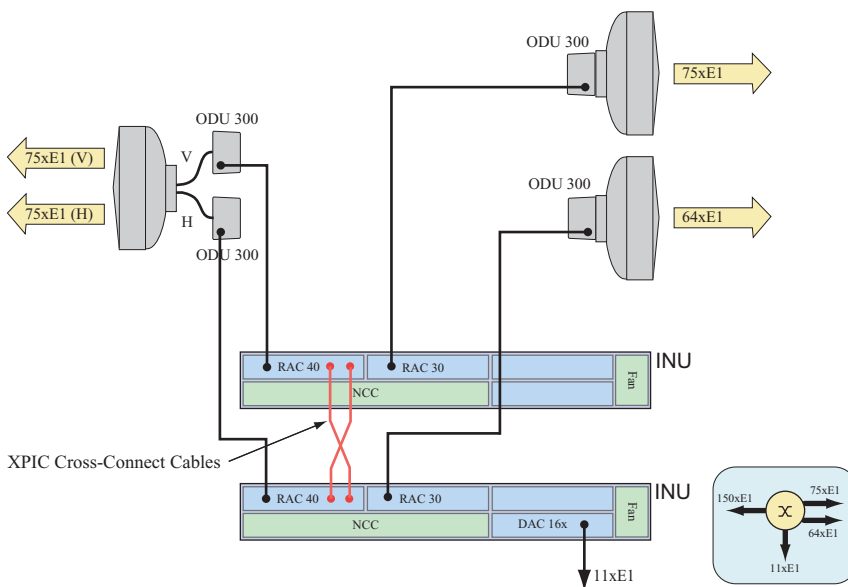 ODU 300
75xE1
ODU 300
V
75xE1 (V)
ODU 300
75xE1 (H)
64xE1
H
ODU 300
INU
RAC 40
RAC 30
Fan
NCC
XPIC Cross-Connect Cables
INU
RAC 40
RAC 30
Fan
NCC
DAC 16x
11xE1
75xE1
150xE1
64xE1
11xE1